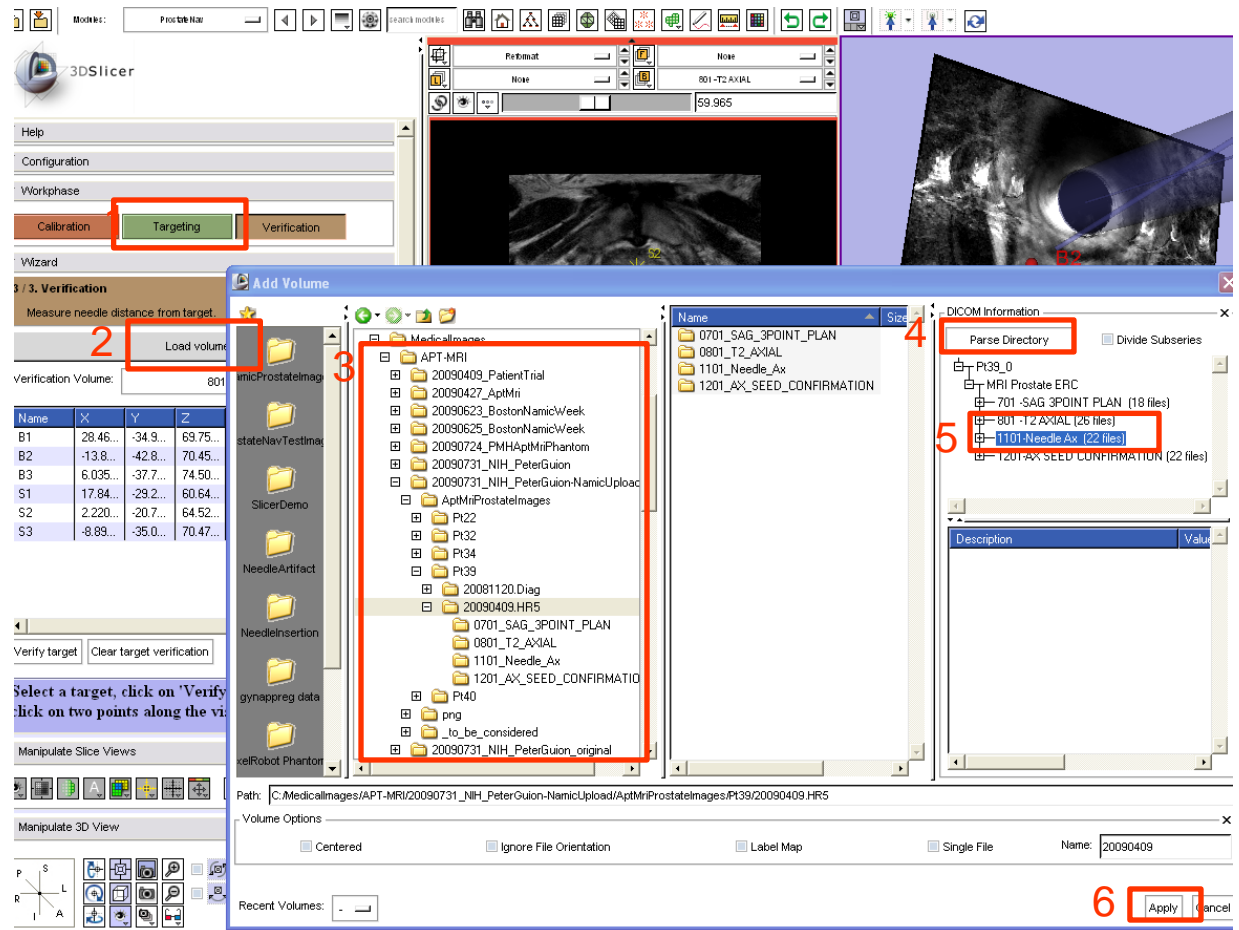 Modules:
Prostate Nav
search modules
3DSlicer
Reformat
None
None
801-T2 AXIAL
59.965
Help
Configuration
Workphase
1
Calibration
Targeting
Verification
Wizard
S2
B2
3 / 3. Verification
Measure needle distance from target.
2
Load volume
Verification Volume:
801
Name X Y Z
B1 28.46... -34.9... 69.75...
B2 -13.8... -42.8... 70.45...
B3 6.035... -37.7... 74.50...
S1 17.84... -29.2... 60.64...
S2 2.220... -20.7... 64.52...
S3 -8.89... -35.0... 70.47...
Verify target
Clear target verification
Select a target, click on 'Verify
click on two points along the vi
Manipulate Slice Views
Manipulate 3D View
P S
L
R
I A
Add Volume
SlicerDemo
NeedleArtifact
NeedleInsertion
gynappreg data
xelRobot Phantom
3
MedicalImages
APT-MRI
20090409_PatientTrial
20090427_AptMri
20090623_BostonNamicWeek
20090625_BostonNamicWeek
20090724_PMHAptMriPhantom
20090731_NIH_PeterGuion
20090731_NIH_PeterGuion-NamicUpload
AptMriProstateImages
Pt22
Pt32
Pt34
Pt39
20081120.Diag
20090409.HR5
0701_SAG_3POINT_PLAN
0801_T2_AXIAL
1101_Needle_Ax
1201_AX_SEED_CONFIRMATIO
Pt40
png
_to_be_considered
20090731_NIH_PeterGuion_original
Name Size
0701_SAG_3POINT_PLAN
0801_T2_AXIAL
1101_Needle_Ax
1201_AX_SEED_CONFIRMATION
4
DICOM Information
Parse Directory
Divide Subseries
Pt39_0
MRI Prostate ERC
701 -SAG 3POINT PLAN (18 files)
801 -T2 AXIAL (26 files)
5
1101-Needle Ax (22 files)
1201-AX SEED CONFIRMATION (22 files)
Description Value
Path: C:/MedicalImages/APT-MRI/20090731_NIH_PeterGuion-NamicUpload/AptMriProstateImages/Pt39/20090409.HR5
Volume Options
Centered
Ignore File Orientation
Label Map
Single File
Name: 20090409
Recent Volumes: -
6
Apply
Cancel